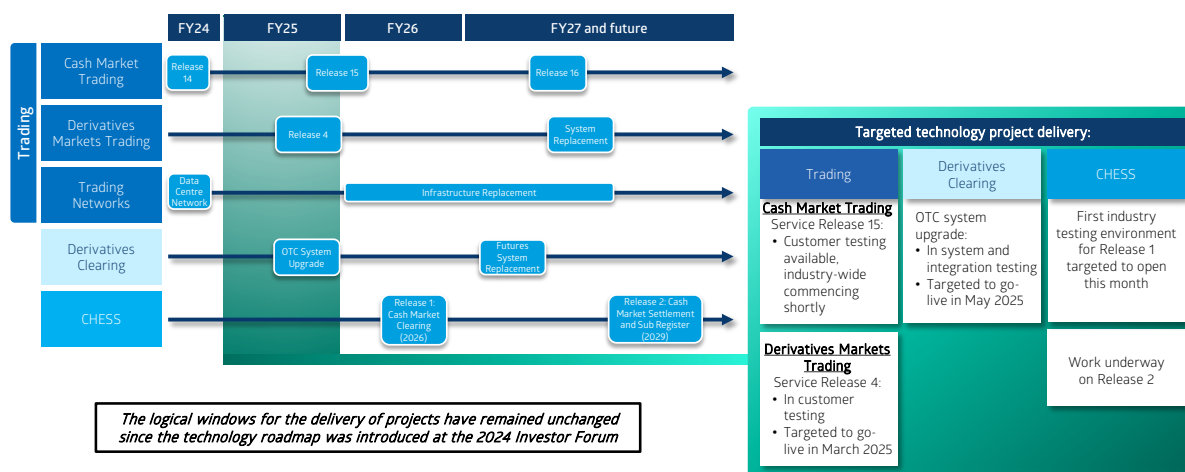 FY24
FY25
FY26
FY27 and future
Trading
Cash Market
Trading
Release
14
Release 15
Release 16
Derivatives
Markets Trading
Release 4
System
Replacement
Trading
Networks
Data
Centre
Network
Infrastructure Replacement
Derivatives
Clearing
OTC System
Upgrade
Futures
System
Replacement
CHESS
Release 1:
Cash Market
Clearing
(2026)
Release 2: Cash
Market Settlement
and Sub Register
(2029)
The logical windows for the delivery of projects have remained unchanged
since the technology roadmap was introduced at the 2024 Investor Forum
Targeted technology project delivery:
Trading
Derivatives
Clearing
CHESS
Cash Market Trading
Service Release 15:
• Customer testing
available,
industry-wide
commencing
shortly
OTC system
upgrade:
• In system and
integration testing
• Targeted to go-
live in May 2025
First industry
testing environment
for Release 1
targeted to open
this month
Derivatives Markets
Trading
Service Release 4:
• In customer
testing
• Targeted to go-
live in March 2025
Work underway
on Release 2